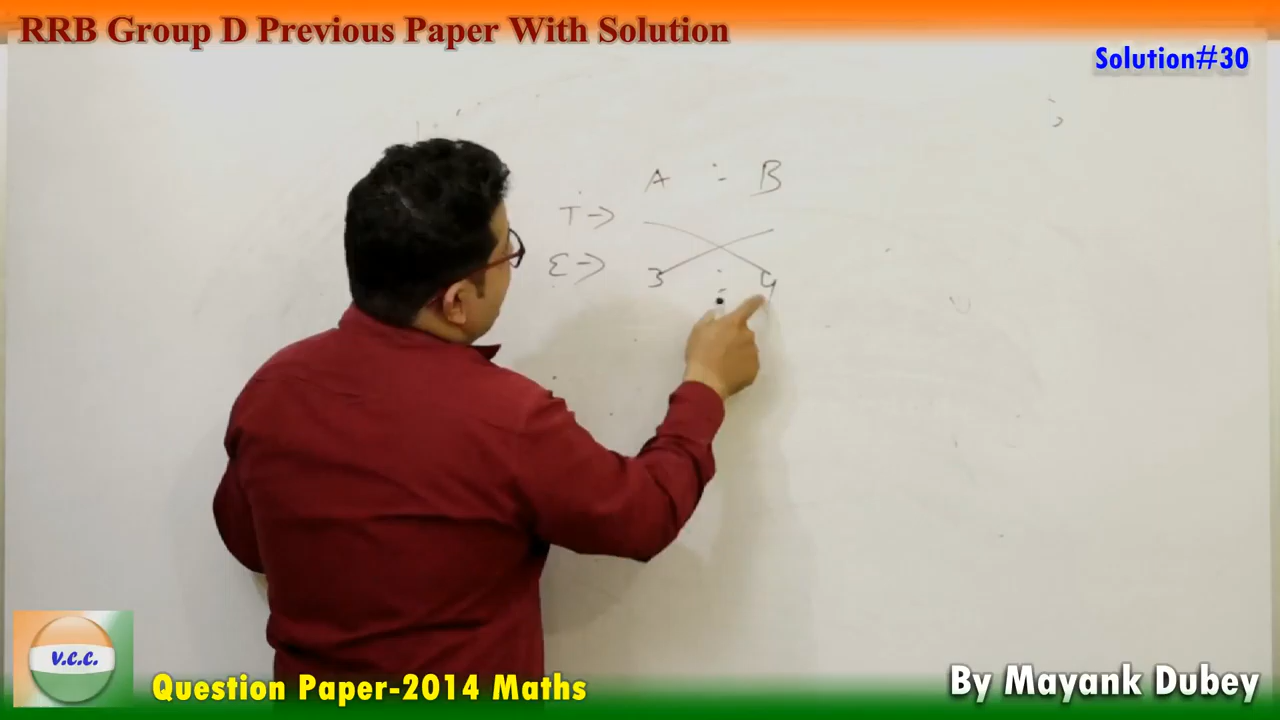 RRB Group D Previous Paper With Solution
Solution#30
A : B
T →
E → 3 : 4
V.C.C.
Question Paper-2014 Maths
By Mayank Dubey